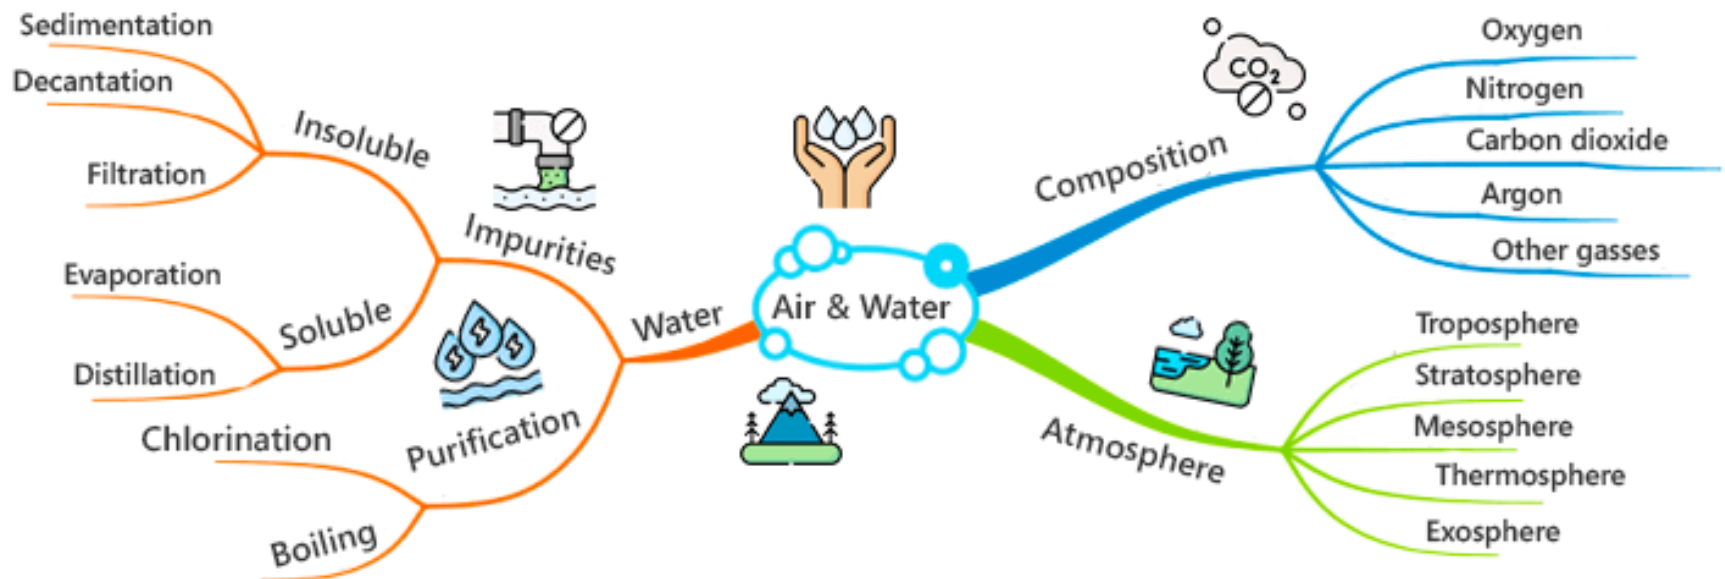 Sedimentation
Decantation
Filtration
Insoluble
Evaporation
Distillation
Soluble
Impurities
Chlorination
Boiling
Purification
Water
Air & Water
Composition
CO2
Oxygen
Nitrogen
Carbon dioxide
Argon
Other gasses
Atmosphere
Troposphere
Stratosphere
Mesosphere
Thermosphere
Exosphere